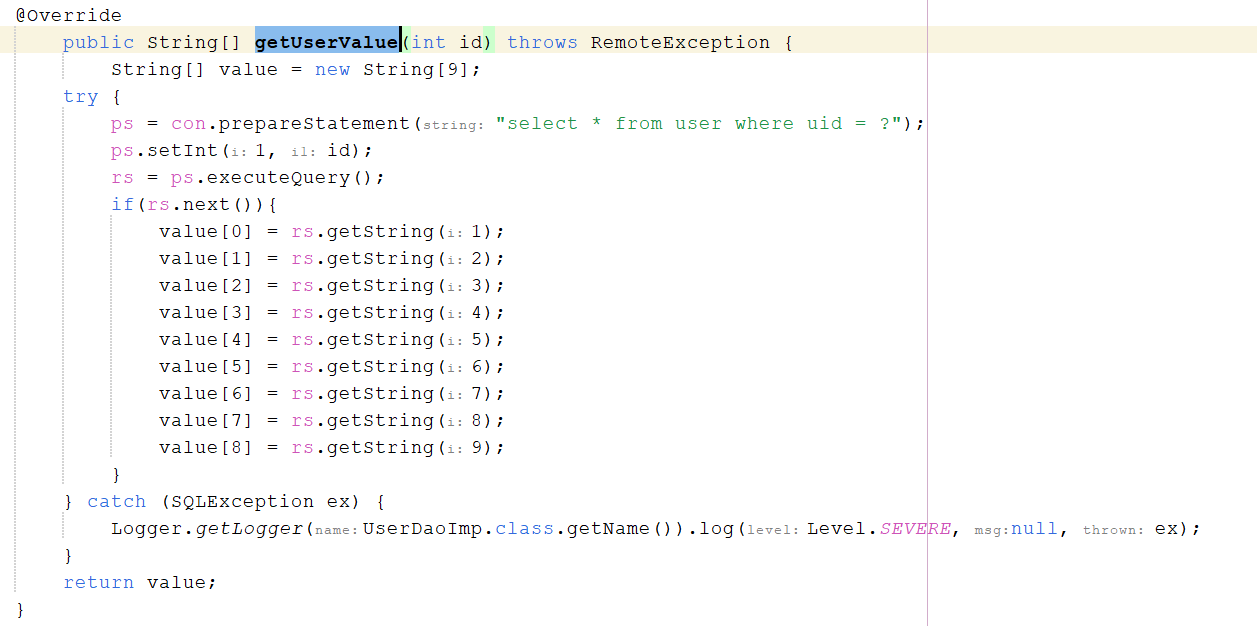 @Override
public String[] getUserValue(int id) throws RemoteException {
String[] value = new String[9];
try {
ps = con.prepareStatement(string: "select * from user where uid = ?");
ps.setInt(i: 1, i1: id);
rs = ps.executeQuery();
if(rs.next()){
value[0] = rs.getString(i: 1);
value[1] = rs.getString(i: 2);
value[2] = rs.getString(i: 3);
value[3] = rs.getString(i: 4);
value[4] = rs.getString(i: 5);
value[5] = rs.getString(i: 6);
value[6] = rs.getString(i: 7);
value[7] = rs.getString(i: 8);
value[8] = rs.getString(i: 9);
}
} catch (SQLException ex) {
Logger.getLogger(name: UserDaoImp.class.getName()).log(level: Level.SEVERE, msg: null, thrown: ex);
}
return value;
}